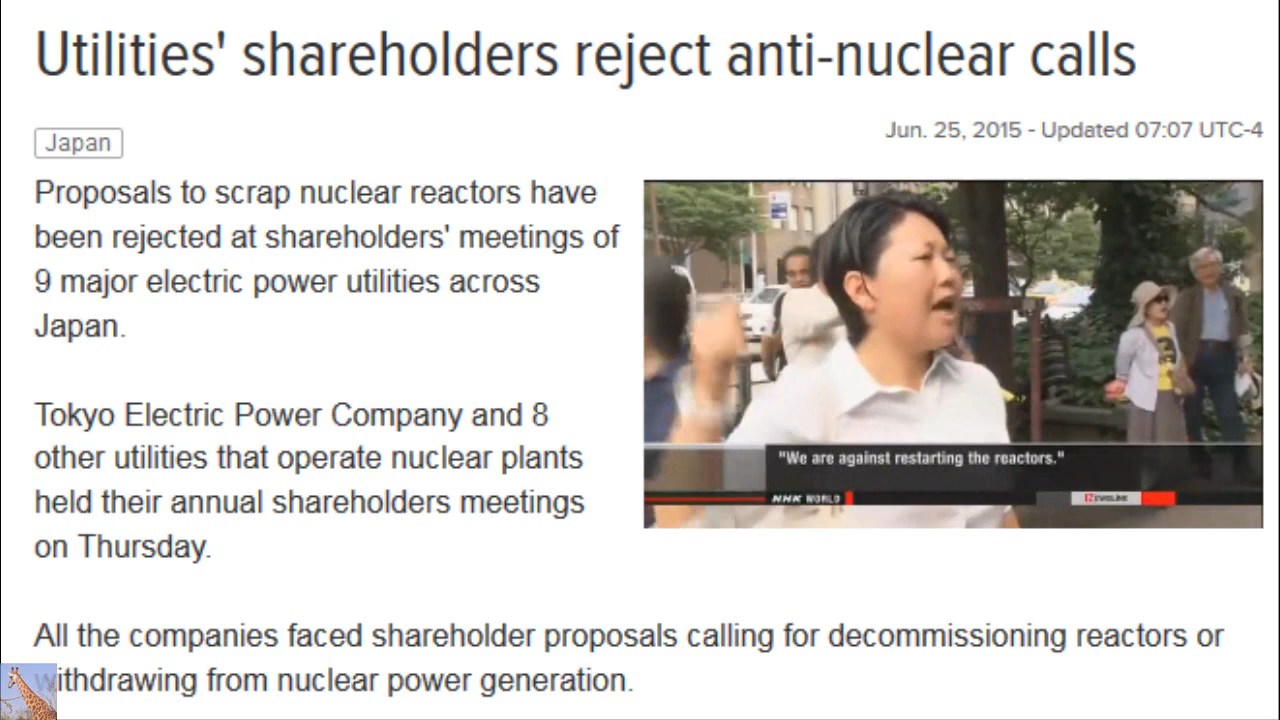 Utilities' shareholders reject anti-nuclear calls
Japan
Jun. 25, 2015 - Updated 07:07 UTC-4
Proposals to scrap nuclear reactors have
been rejected at shareholders' meetings of
9 major electric power utilities across
Japan.
Tokyo Electric Power Company and 8
other utilities that operate nuclear plants
held their annual shareholders meetings
on Thursday.
"We are against restarting the reactors."
NHK WORLD
NEWSLINE
All the companies faced shareholder proposals calling for decommissioning reactors or
withdrawing from nuclear power generation.